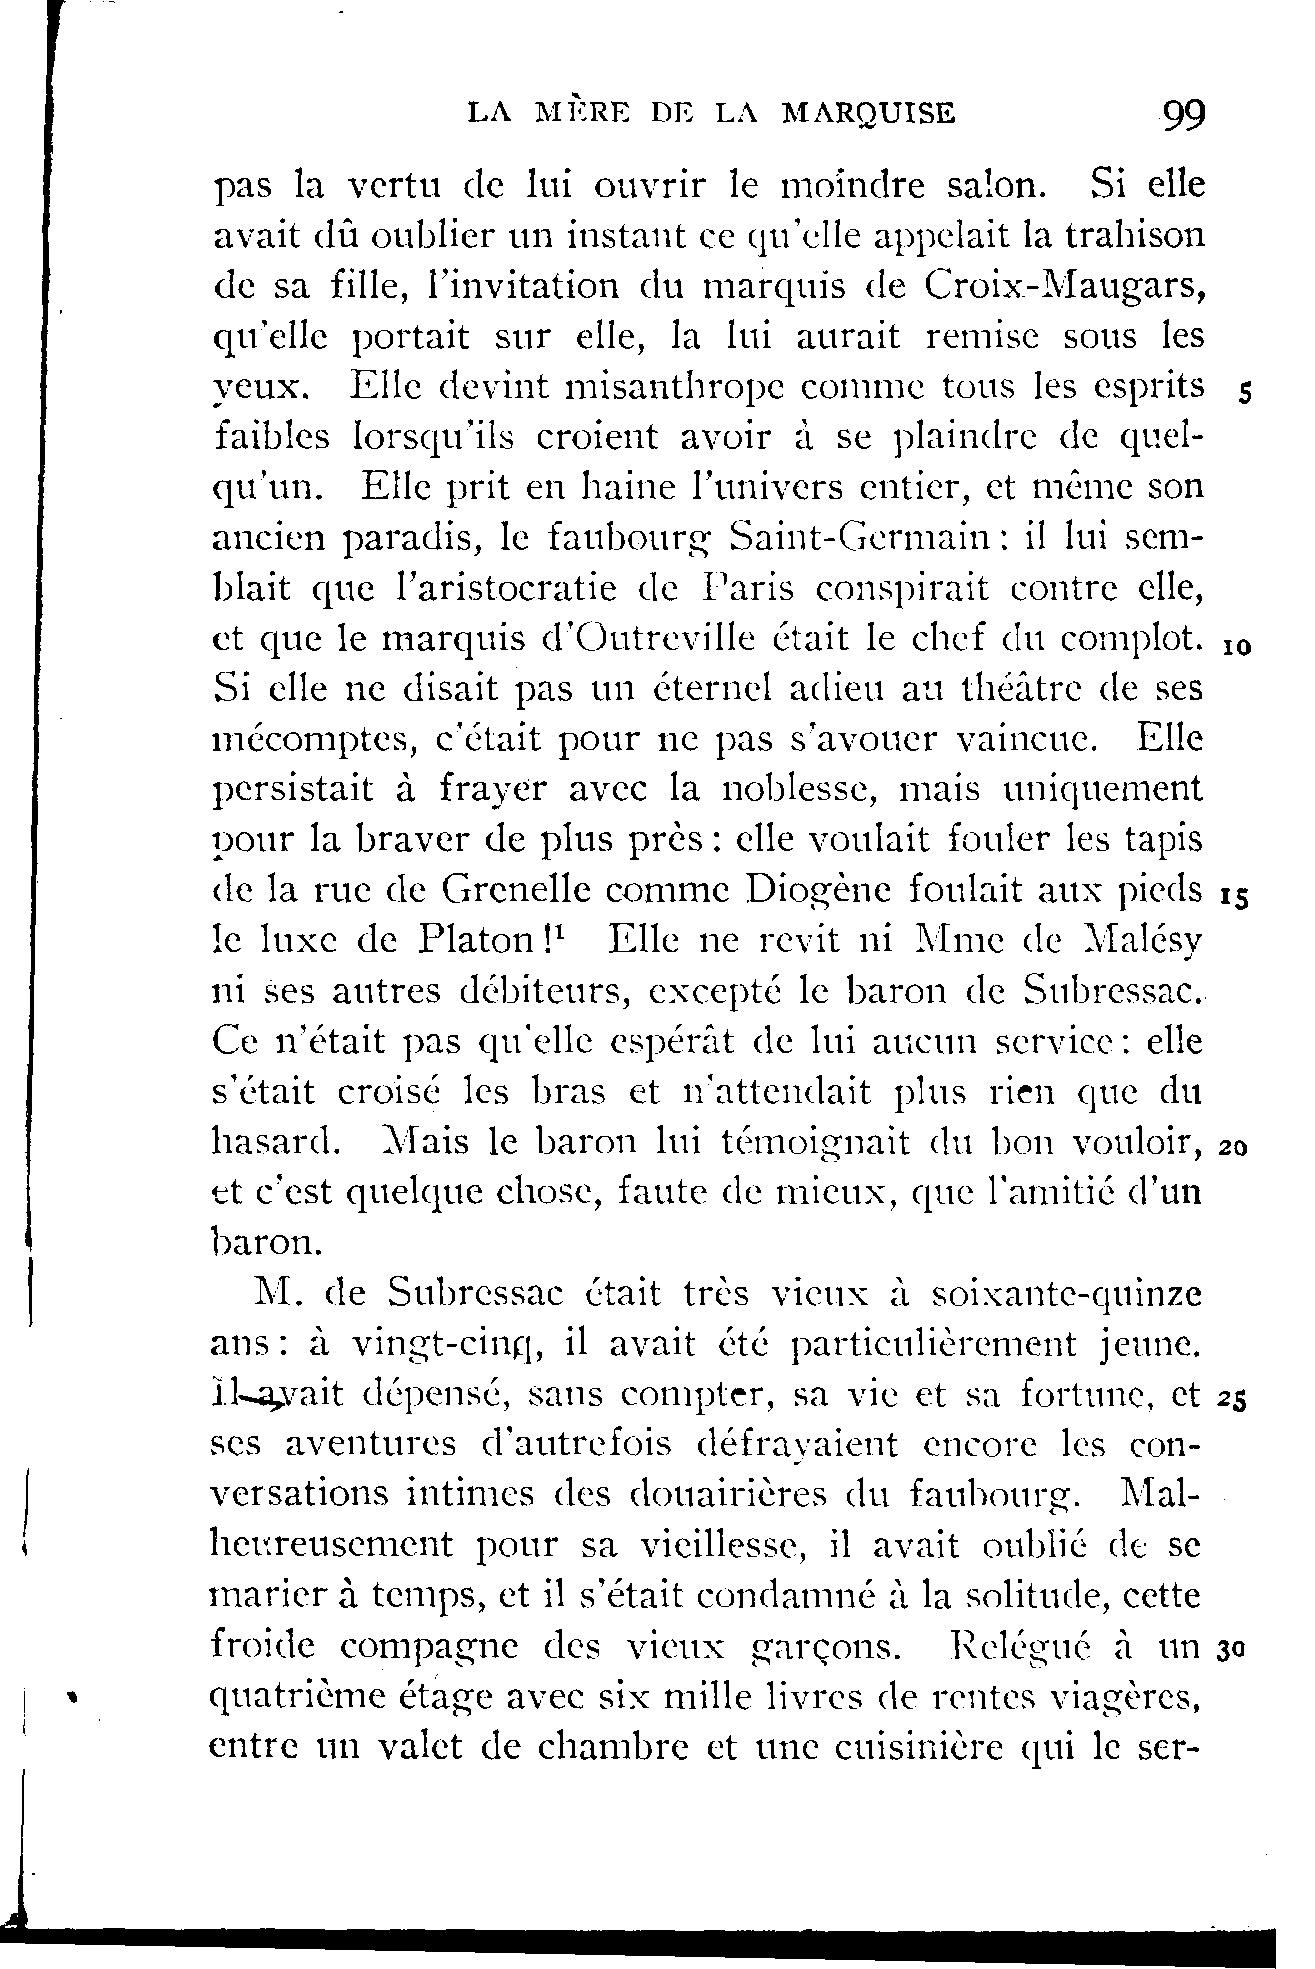 LA MÈRE DE LA MARQUISE 99
pas la vertu de lui ouvrir le moindre salon. Si elle
avait dû oublier un instant ce qu'elle appelait la trahison
de sa fille, l'invitation du marquis de Croix-Maugars,
qu'elle portait sur elle, la lui aurait remise sous les
yeux. Elle devint misanthrope comme tous les esprits 5
faibles lorsqu'ils croient avoir à se plaindre de quel-
qu'un. Elle prit en haine l'univers entier, et même son
ancien paradis, le faubourg Saint-Germain : il lui sem-
blait que l'aristocratie de Paris conspirait contre elle,
et que le marquis d'Outreville était le chef du complot. 10
Si elle ne disait pas un éternel adieu au théâtre de ses
mécomptes, c'était pour ne pas s'avouer vaincue. Elle
persistait à frayer avec la noblesse, mais uniquement
pour la braver de plus près : elle voulait fouler les tapis
de la rue de Grenelle comme Diogène foulait aux pieds 15
le luxe de Platon !¹ Elle ne revit ni Mme de Malésy
ni ses autres débiteurs, excepté le baron de Subressac.
Ce n'était pas qu'elle espérât de lui aucun service : elle
s'était croisé les bras et n'attendait plus rien que du
hasard. Mais le baron lui témoignait du bon vouloir, 20
et c'est quelque chose, faute de mieux, que l'amitié d'un
baron.
M. de Subressac était très vieux à soixante-quinze
ans : à vingt-cinq, il avait été particulièrement jeune.
Il avait dépensé, sans compter, sa vie et sa fortune, et 25
ses aventures d'autrefois défrayaient encore les con-
versations intimes des douairières du faubourg. Mal-
heureusement pour sa vieillesse, il avait oublié de se
marier à temps, et il s'était condamné à la solitude, cette
froide compagne des vieux garçons. Relégué à un 30
quatrième étage avec six mille livres de rentes viagères,
entre un valet de chambre et une cuisinière qui le ser-